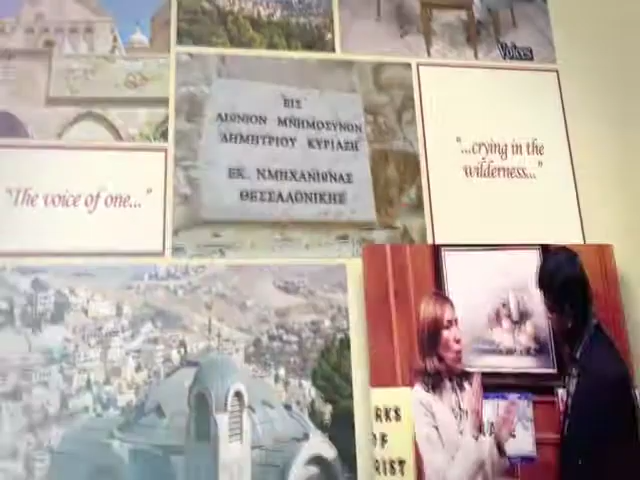 Voices
ΕΙΣ
ΑΙΩΝΙΟΝ ΜΝΗΜΟΣΥΝΟΝ
ΔΗΜΗΤΡΙΟΥ ΚΥΡΙΑΖΗ
ΕΚ. ΝΜΗΧΑΝΙΩΝΑΣ
ΘΕΣΣΑΛΟΝΙΚΗΣ
"...crying in the
wilderness..."
"The voice of one..."
RKS
OF
RIST